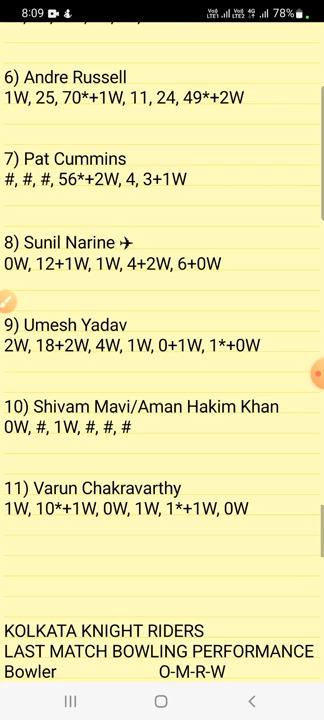 8:09 78%
6) Andre Russell
1W, 25, 70*+1W, 11, 24, 49*+2W
7) Pat Cummins
#, #, #, 56*+2W, 4, 3+1W
8) Sunil Narine ✈
0W, 12+1W, 1W, 4+2W, 6+0W
9) Umesh Yadav
2W, 18+2W, 4W, 1W, 0+1W, 1*+0W
10) Shivam Mavi/Aman Hakim Khan
0W, #, 1W, #, #, #
11) Varun Chakravarthy
1W, 10*+1W, 0W, 1W, 1*+1W, 0W
KOLKATA KNIGHT RIDERS
LAST MATCH BOWLING PERFORMANCE
Bowler O-M-R-W